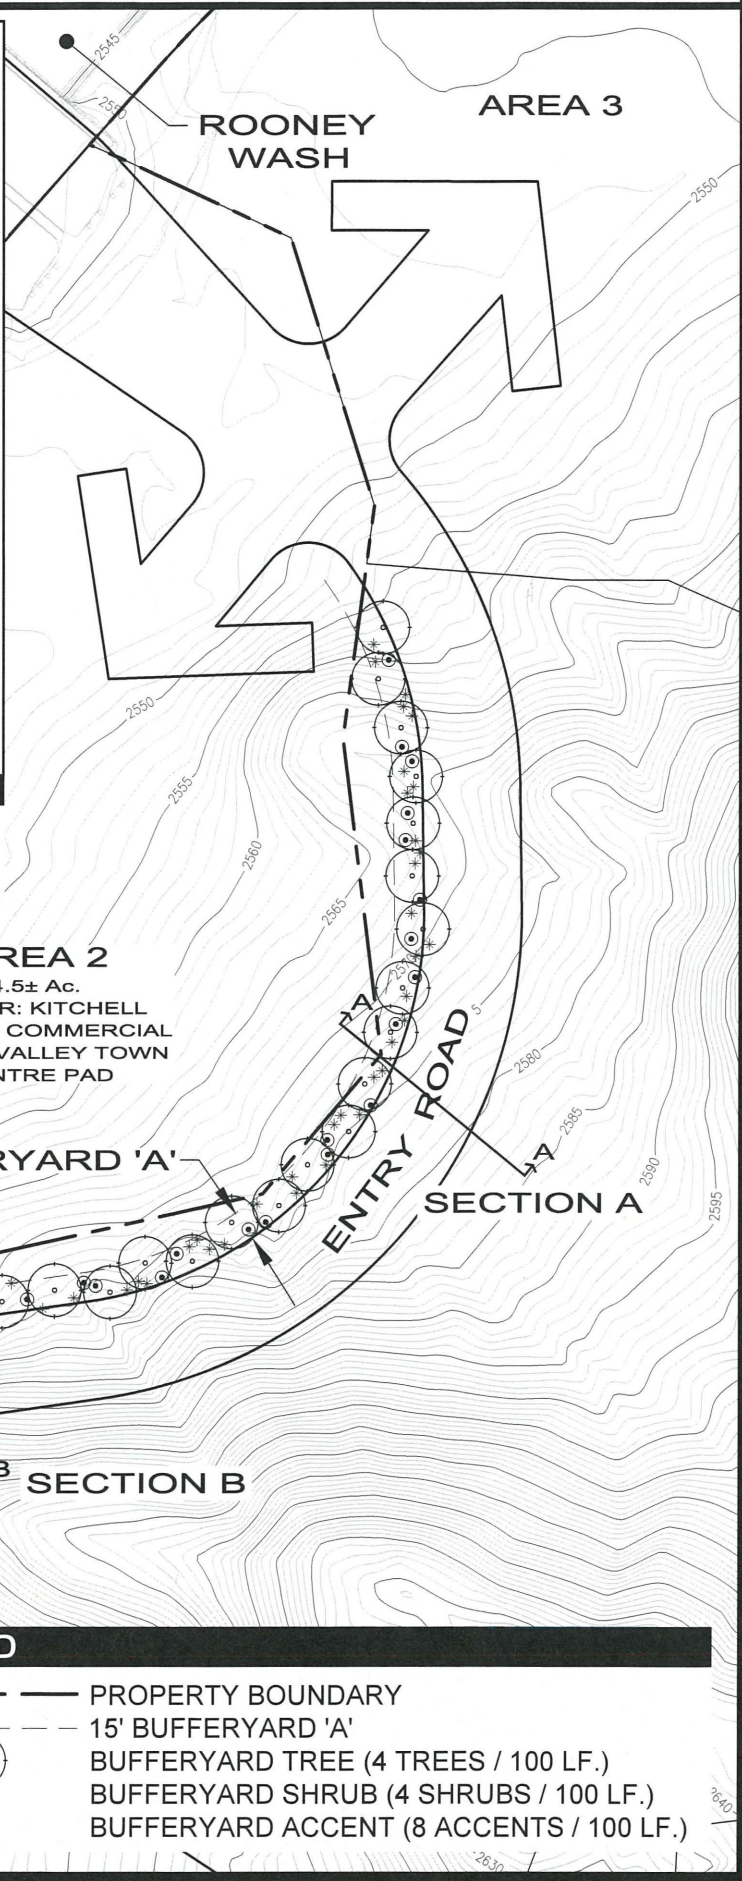 2545
2550
ROONEY
WASH
AREA 3
2550
2550
2555
2560
2565
REA 2
.5± Ac.
R: KITCHELL
COMMERCIAL
VALLEY TOWN
NTRE PAD
A
5
2580
ENTRY ROAD
A
2585
2590
2595
RYARD 'A'
SECTION A
B
SECTION B
D
PROPERTY BOUNDARY
15' BUFFERYARD 'A'
BUFFERYARD TREE (4 TREES / 100 LF.)
BUFFERYARD SHRUB (4 SHRUBS / 100 LF.)
BUFFERYARD ACCENT (8 ACCENTS / 100 LF.)
2640
2630